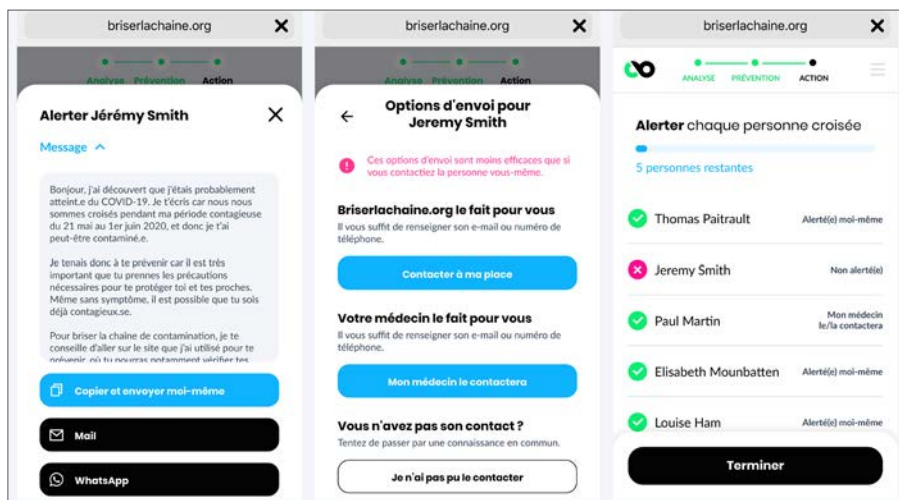 briserlachaine.org
Analyse Prévention Action
Alerter Jérémy Smith
Message
Bonjour, j'ai découvert que j'étais probablement
atteint.e du COVID-19. Je t'écris car nous nous
sommes croisés pendant ma période contagieuse
du 21 mai au 1er juin 2020, et donc je t'ai
peut-être contaminé.e.
Je tenais donc à te prévenir car il est très
important que tu prennes les précautions
nécessaires pour te protéger toi et tes proches.
Même sans symptôme, il est possible que tu sois
déjà contagieux.se.
Pour briser la chaîne de contamination, je te
conseille d'aller sur le site que j'ai utilisé pour te
prévenir, où tu pourras notamment vérifier tes
Copier et envoyer moi-même
Mail
WhatsApp
briserlachaine.org
Analyse Prévention Action
Options d'envoi pour
Jeremy Smith
Ces options d'envoi sont moins efficaces que si
vous contactiez la personne vous-même.
Briserlachaine.org le fait pour vous
Il vous suffit de renseigner son e-mail ou numéro de
téléphone.
Contacter à ma place
Votre médecin le fait pour vous
Il vous suffit de renseigner son e-mail ou numéro de
téléphone.
Mon médecin le contactera
Vous n'avez pas son contact ?
Tentez de passer par une connaissance en commun.
Je n'ai pas pu le contacter
briserlachaine.org
ANALYSE PRÉVENTION ACTION
Alerter chaque personne croisée
5 personnes restantes
Thomas Paitrault Alerté(e) moi-même
Jeremy Smith Non alerté(e)
Paul Martin Mon médecin
le/la contactera
Elisabeth Mounbatten Alerté(e) moi-même
Louise Ham Alerté(e) moi-même
Terminer